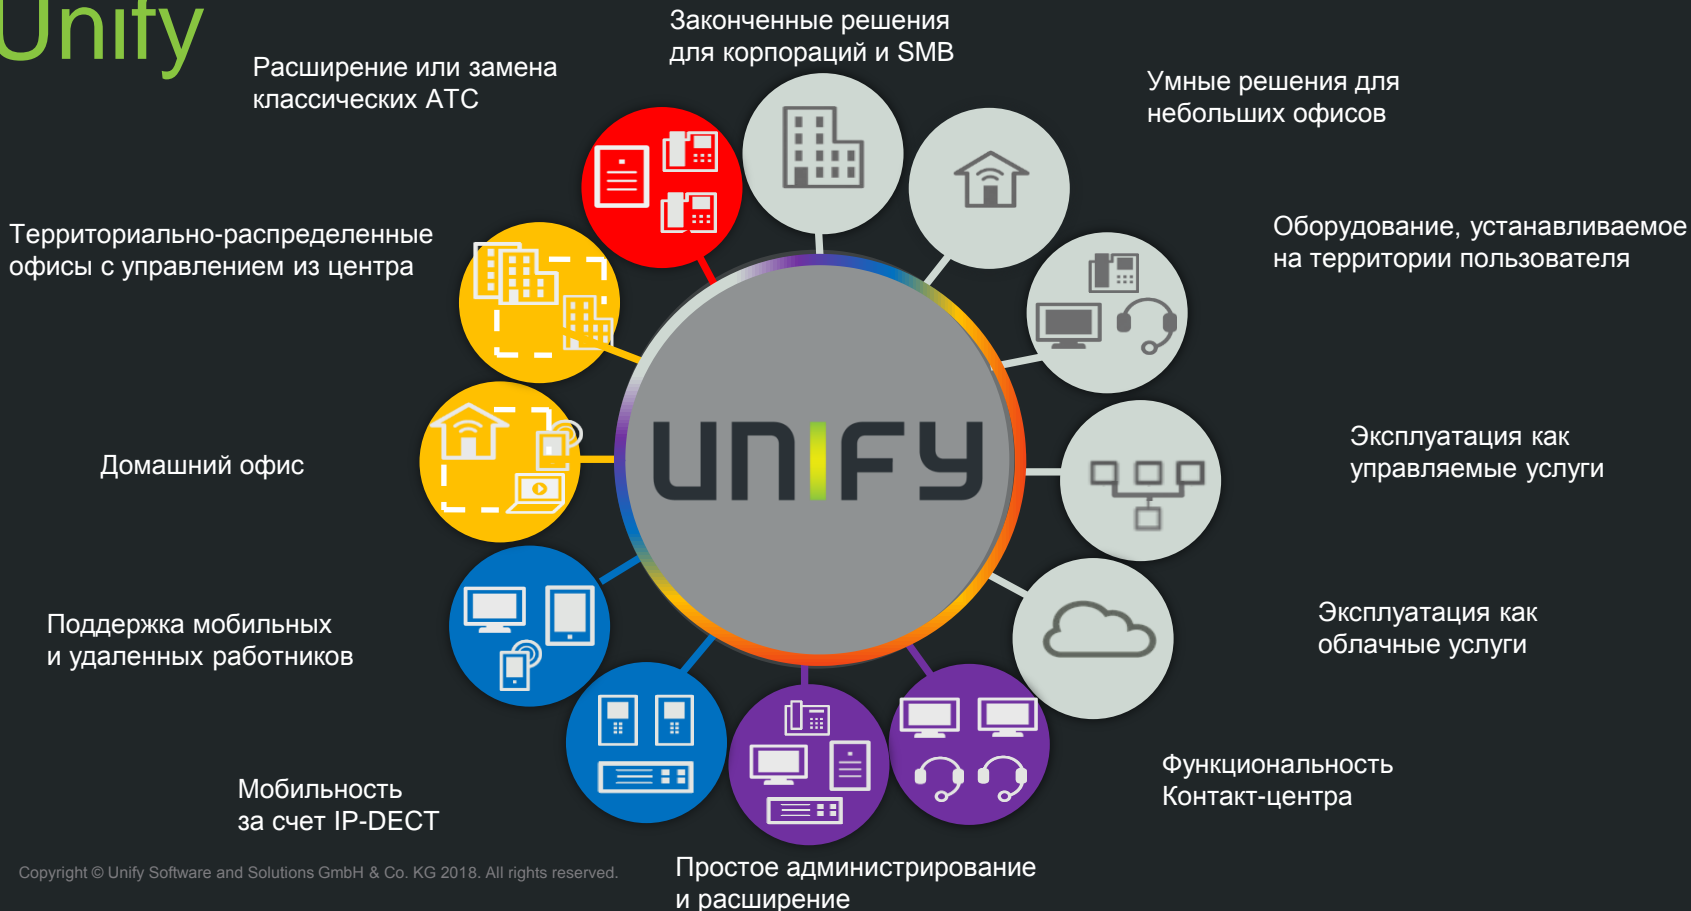 Unify
Законченные решения
для корпораций и SMB
Расширение или замена
классических АТС
Умные решения для
небольших офисов
Территориально-распределенные
офисы с управлением из центра
Оборудование, устанавливаемое
на территории пользователя
UNIFY
Домашний офис
Эксплуатация как
управляемые услуги
Поддержка мобильных
и удаленных работников
Эксплуатация как
облачные услуги
Мобильность
за счет IP-DECT
Функциональность
Контакт-центра
Простое администрирование
и расширение
Copyright © Unify Software and Solutions GmbH & Co. KG 2018. All rights reserved.